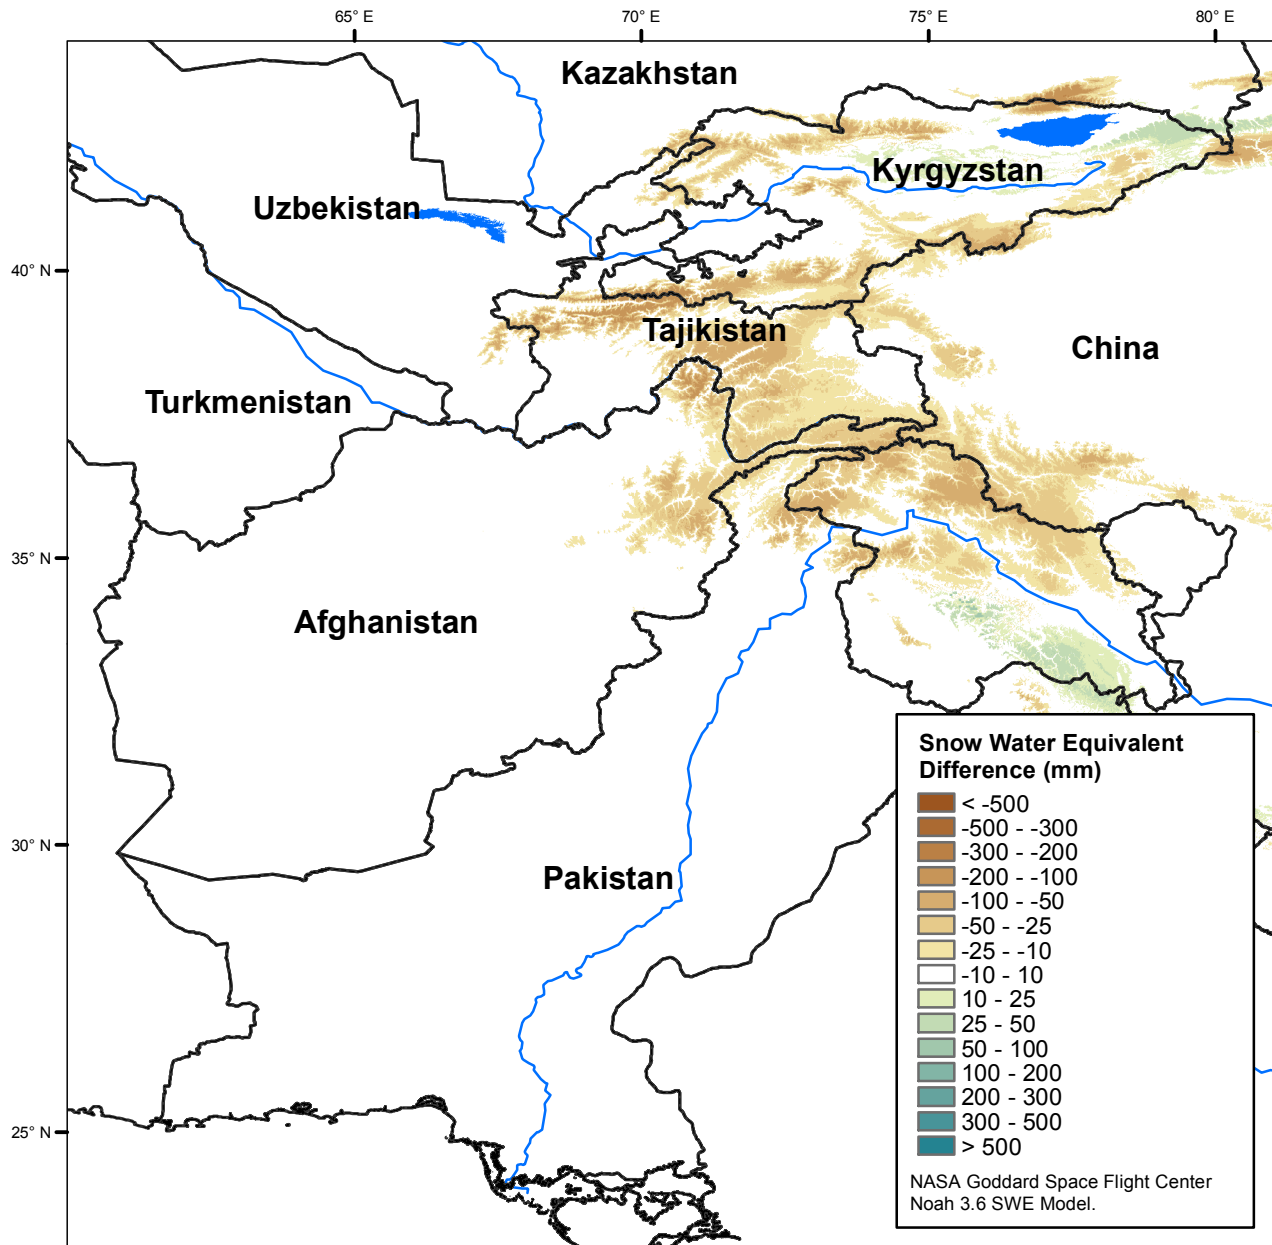 65° E
70° E
75° E
80° E
Kazakhstan
Kyrgyzstan
Uzbekistan
40° N
Tajikistan
China
Turkmenistan
35° N
Afghanistan
Snow Water Equivalent
Difference (mm)
< -500
-500 - -300
-300 - -200
-200 - -100
-100 - -50
-50 - -25
-25 - -10
-10 - 10
10 - 25
25 - 50
50 - 100
100 - 200
200 - 300
300 - 500
> 500
30° N
Pakistan
25° N
NASA Goddard Space Flight Center
Noah 3.6 SWE Model.